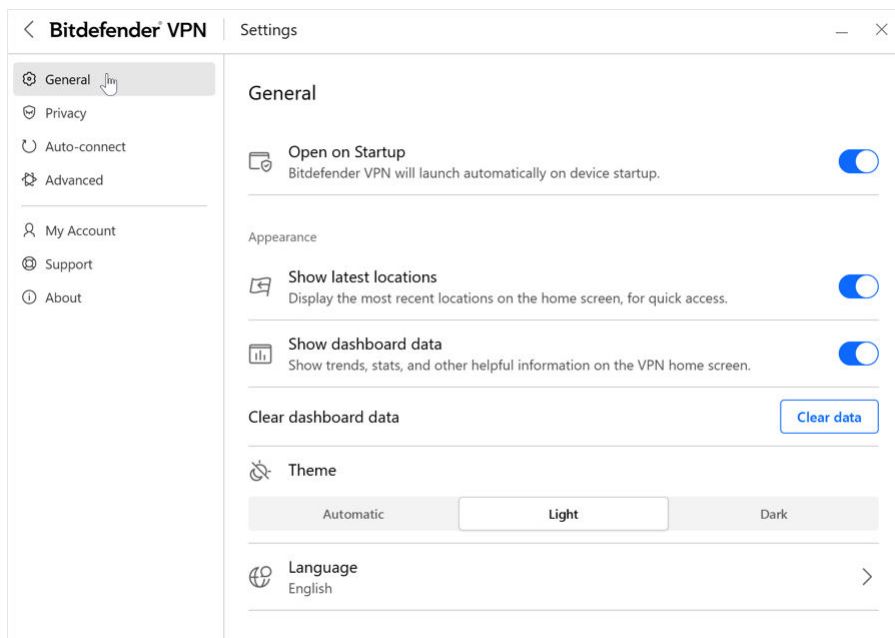 Bitdefender® VPN
Settings
General
Privacy
Auto-connect
Advanced
My Account
Support
About
General
Open on Startup
Bitdefender VPN will launch automatically on device startup.
Appearance
Show latest locations
Display the most recent locations on the home screen, for quick access.
Show dashboard data
Show trends, stats, and other helpful information on the VPN home screen.
Clear dashboard data
Clear data
Theme
Automatic
Light
Dark
Language
English